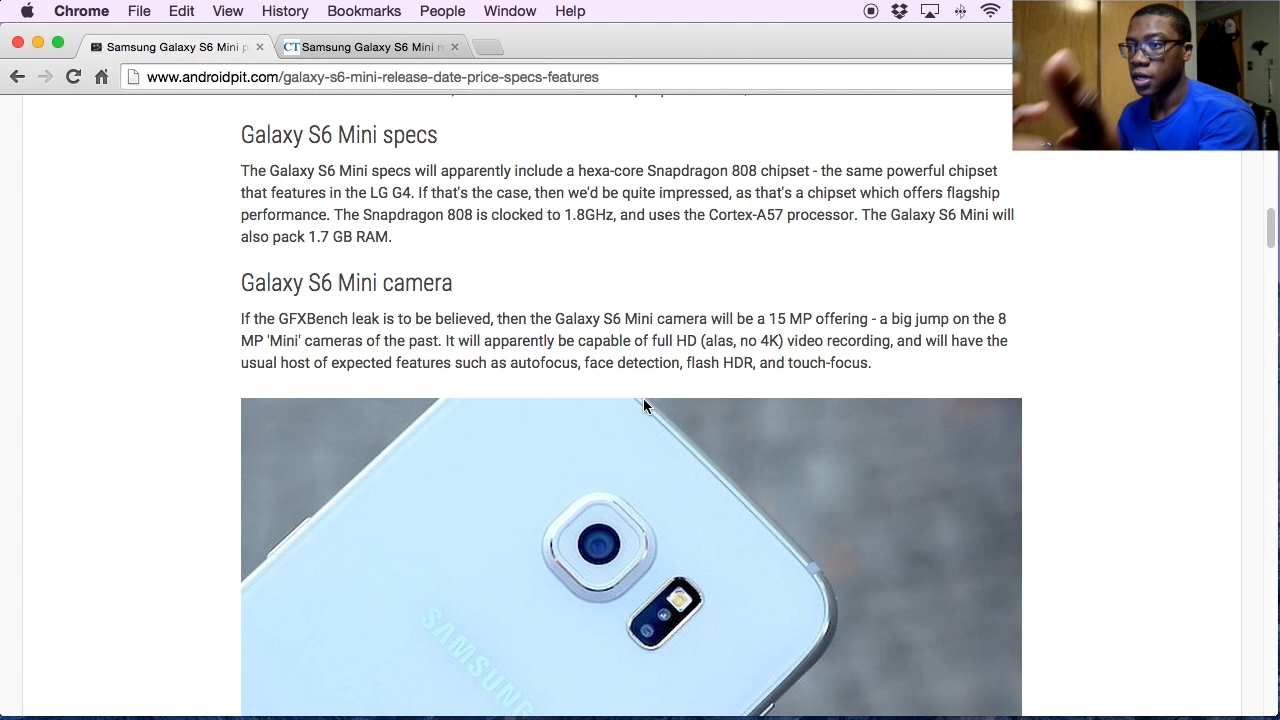 Chrome File Edit View History Bookmarks People Window Help
Samsung Galaxy S6 Mini p
CT Samsung Galaxy S6 Mini r
www.androidpit.com/galaxy-s6-mini-release-date-price-specs-features
Galaxy S6 Mini specs
The Galaxy S6 Mini specs will apparently include a hexa-core Snapdragon 808 chipset - the same powerful chipset
that features in the LG G4. If that's the case, then we'd be quite impressed, as that's a chipset which offers flagship
performance. The Snapdragon 808 is clocked to 1.8GHz, and uses the Cortex-A57 processor. The Galaxy S6 Mini will
also pack 1.7 GB RAM.
Galaxy S6 Mini camera
If the GFXBench leak is to be believed, then the Galaxy S6 Mini camera will be a 15 MP offering - a big jump on the 8
MP 'Mini' cameras of the past. It will apparently be capable of full HD (alas, no 4K) video recording, and will have the
usual host of expected features such as autofocus, face detection, flash HDR, and touch-focus.
SAMSUNG